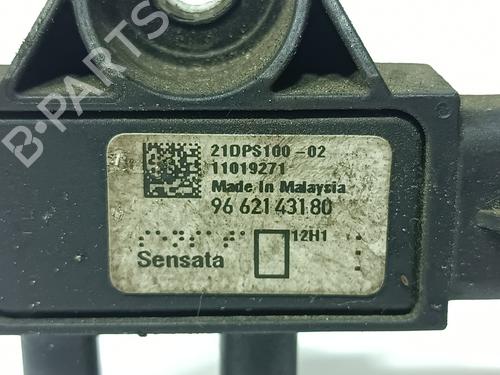 B-PARTS
21DPS100-02
11019271
Made In Malaysia
96 621 431 80
12H1
Sensata